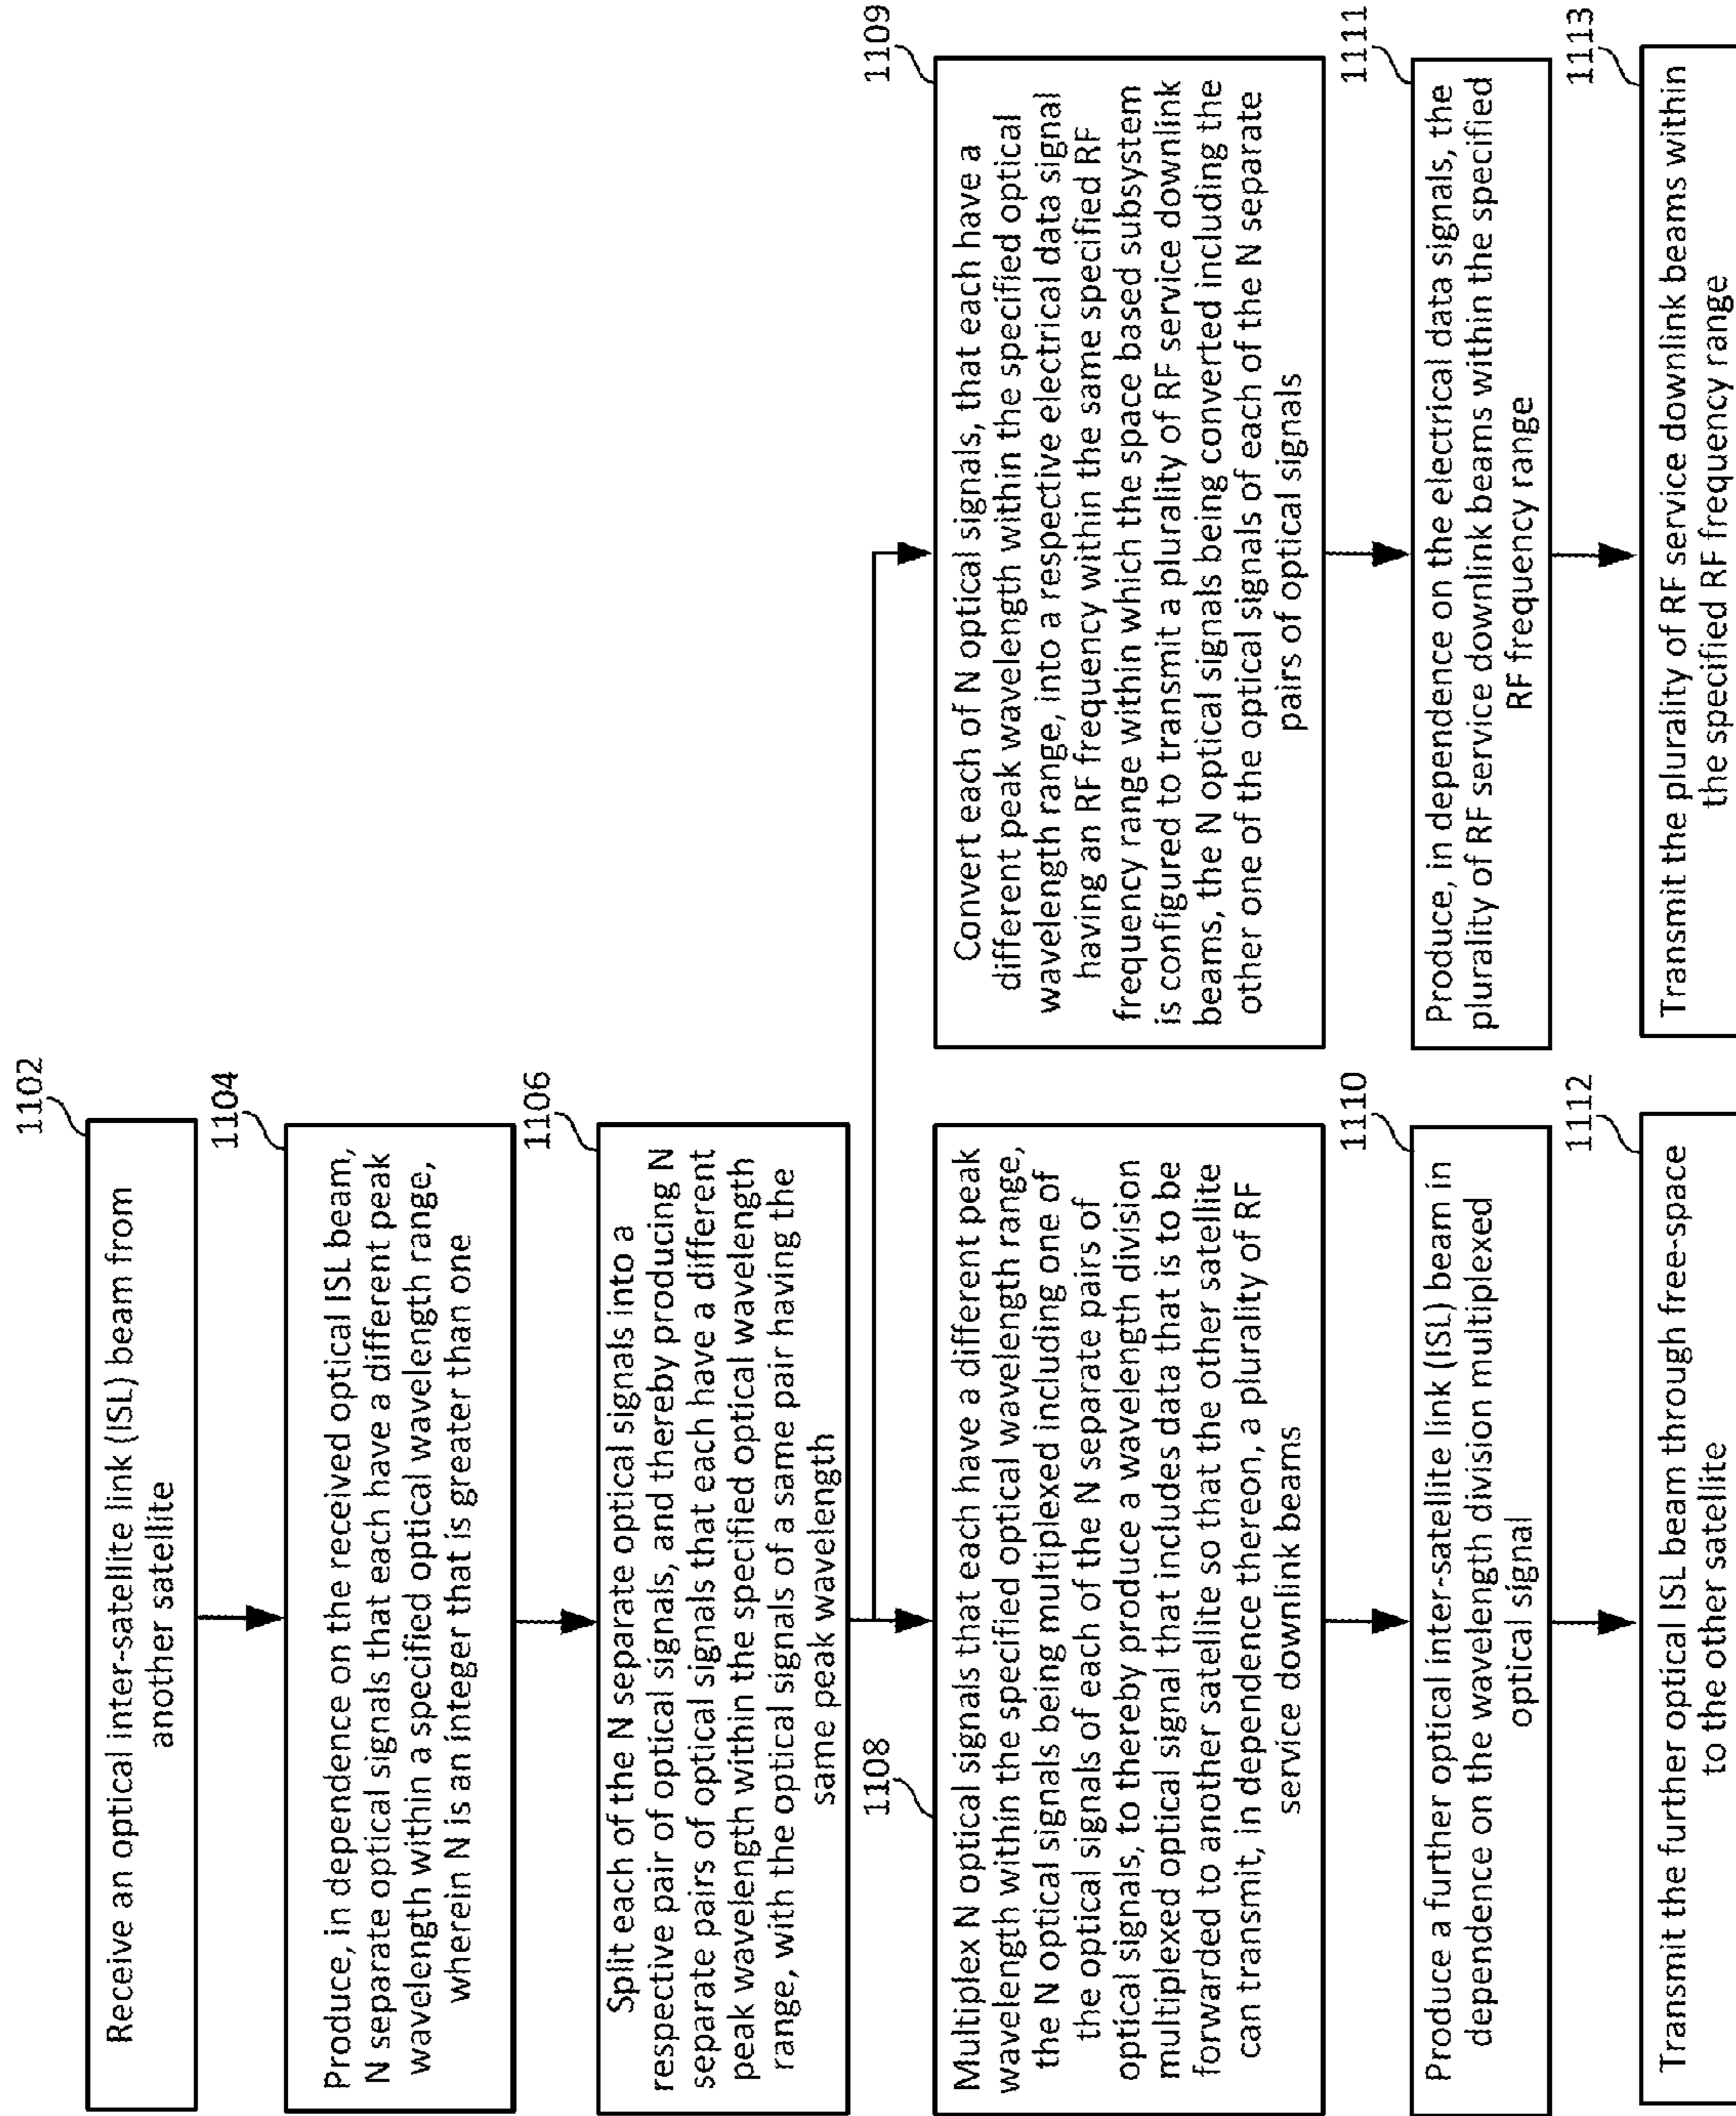 1102
Receive an optical inter-satellite link (ISL) beam from
another satellite
1104
Produce, in dependence on the received optical ISL beam,
N separate optical signals that each have a different peak
wavelength within a specified optical wavelength range,
wherein N is an integer that is greater than one
1106
Split each of the N separate optical signals into a
respective pair of optical signals, and thereby producing N
separate pairs of optical signals that each have a different
peak wavelength within the specified optical wavelength
range, with the optical signals of a same pair having the
same peak wavelength
1108
Multiplex N optical signals that each have a different peak
wavelength within the specified optical wavelength range,
the N optical signals being multiplexed including one of
the optical signals of each of the N separate pairs of
optical signals, to thereby produce a wavelength division
multiplexed optical signal that includes data that is to be
forwarded to another satellite so that the other satellite
can transmit, in dependence thereon, a plurality of RF
service downlink beams
1110
Produce a further optical inter-satellite link (ISL) beam in
dependence on the wavelength division multiplexed
optical signal
1112
Transmit the further optical ISL beam through free-space
to the other satellite
1109
Convert each of N optical signals, that each have a
different peak wavelength within the specified optical
wavelength range, into a respective electrical data signal
having an RF frequency within the same specified RF
frequency range within which the space based subsystem
is configured to transmit a plurality of RF service downlink
beams, the N optical signals being converted including the
other one of the optical signals of each of the N separate
pairs of optical signals
1111
Produce, in dependence on the electrical data signals, the
plurality of RF service downlink beams within the specified
RF frequency range
1113
Transmit the plurality of RF service downlink beams within
the specified RF frequency range